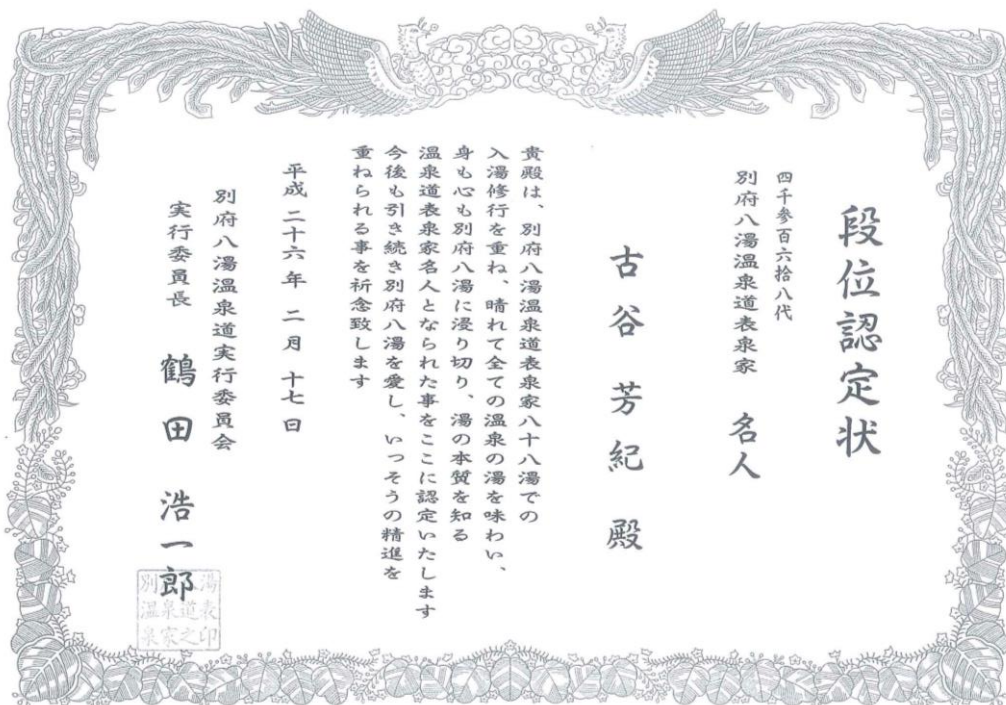 段位認定状
四千参百六拾八代
別府八湯温泉道表泉家 名人
古谷 芳紀 殿
貴殿は、別府八湯温泉道表泉家八十八湯での
入湯修行を重ね、晴れて全ての温泉の湯を味わい、
身も心も別府八湯に浸り切り、湯の本質を知る
温泉道表泉家名人となられた事をここに認定いたします
今後も引き続き別府八湯を愛し、いっそうの精進を
重ねられる事を祈念致します
平成 二十六年 二月 十七日
別府八湯温泉道実行委員会
実行委員長 鶴田 浩一郎
湯表印
道之
別温泉
泉家